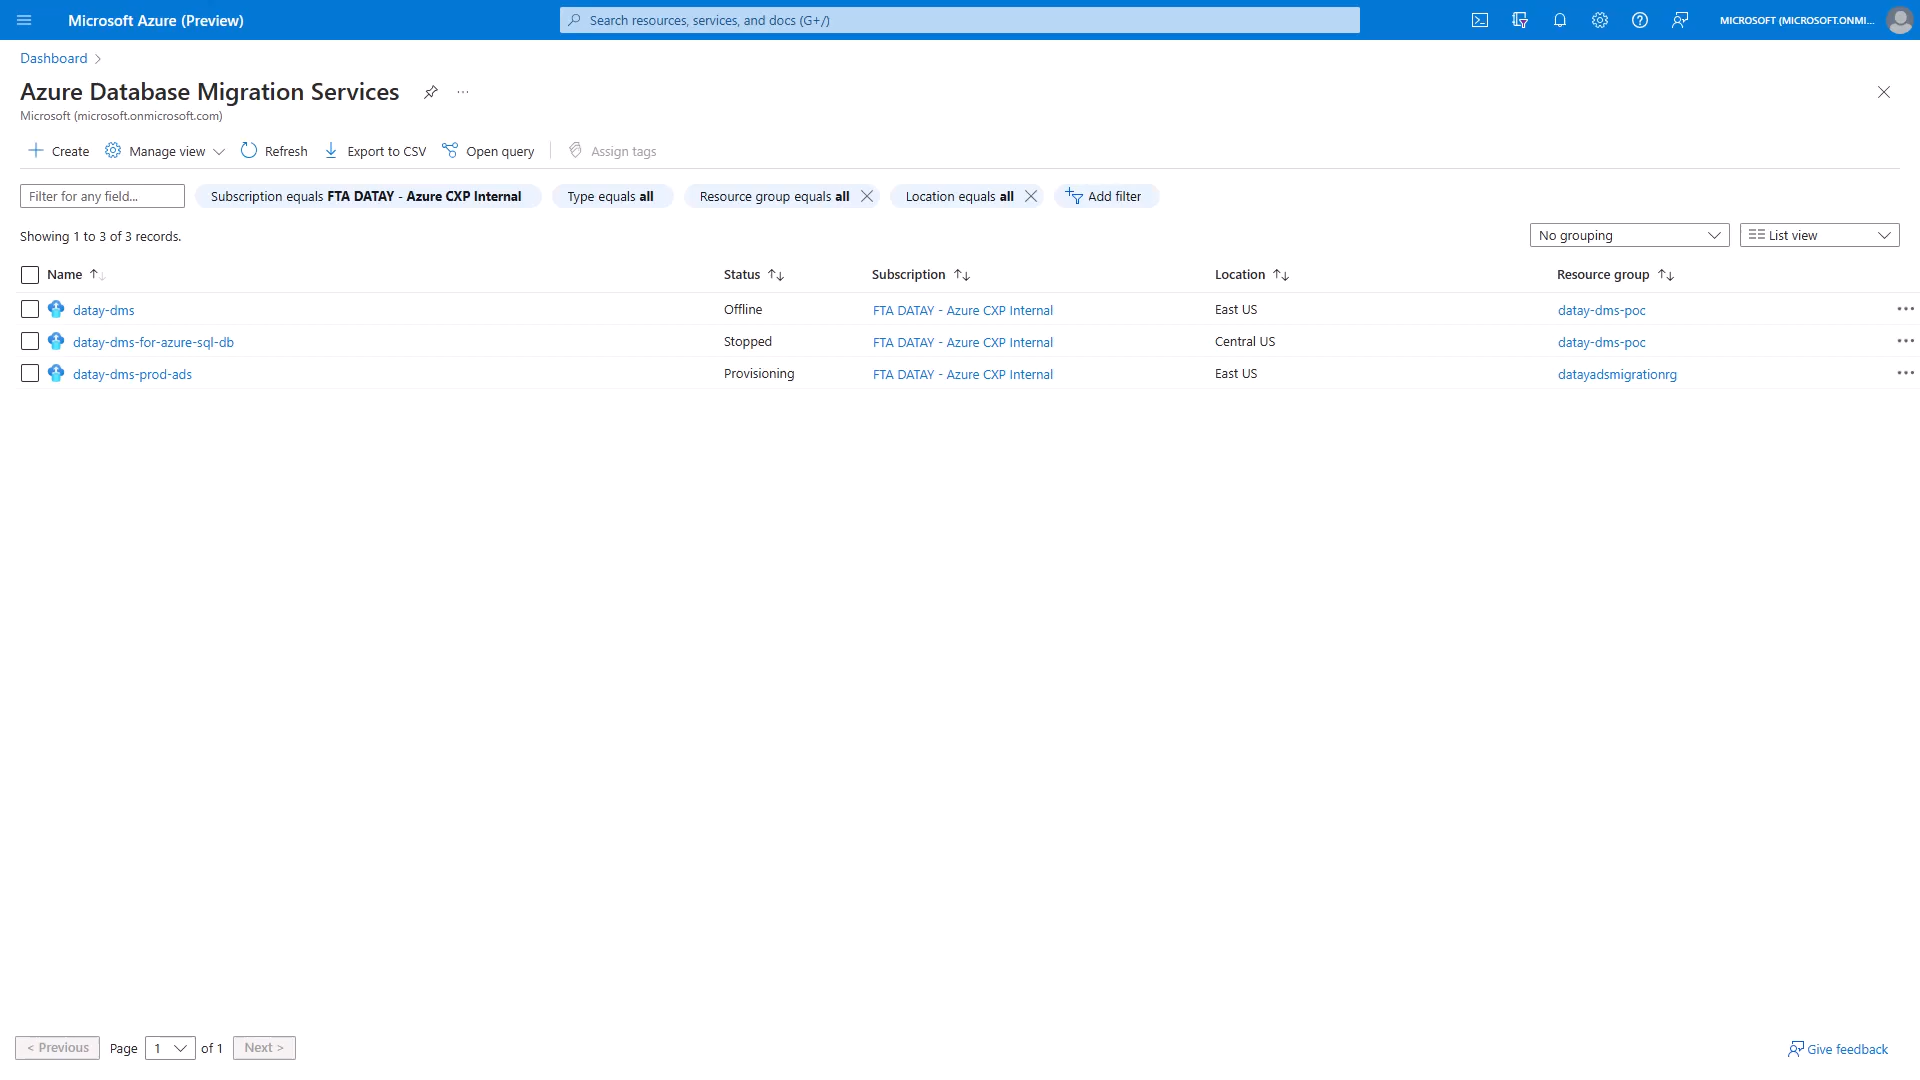 Microsoft Azure (Preview)
Search resources, services, and docs (G+/)
MICROSOFT (MICROSOFT.ONMI...
Dashboard
Azure Database Migration Services
Microsoft (microsoft.onmicrosoft.com)
Create Manage view Refresh Export to CSV Open query Assign tags
Filter for any field... Subscription equals FTA DATAY - Azure CXP Internal Type equals all Resource group equals all Location equals all Add filter
Showing 1 to 3 of 3 records. No grouping List view
Name Status Subscription Location Resource group
datay-dms Offline FTA DATAY - Azure CXP Internal East US datay-dms-poc
datay-dms-for-azure-sql-db Stopped FTA DATAY - Azure CXP Internal Central US datay-dms-poc
datay-dms-prod-ads Provisioning FTA DATAY - Azure CXP Internal East US datayadsmigrationrg
< Previous Page 1 of 1 Next > Give feedback